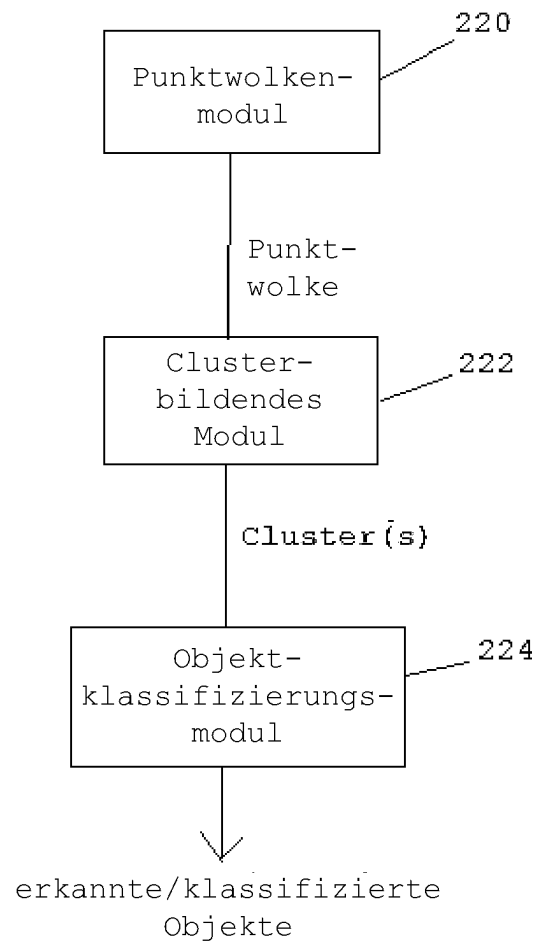 220
Punktwolken-
modul
Punkt-
wolke
222
Cluster-
bildendes
Modul
Cluster(s)
224
Objekt-
klassifizierungs-
modul
erkannte/klassifizierte
Objekte